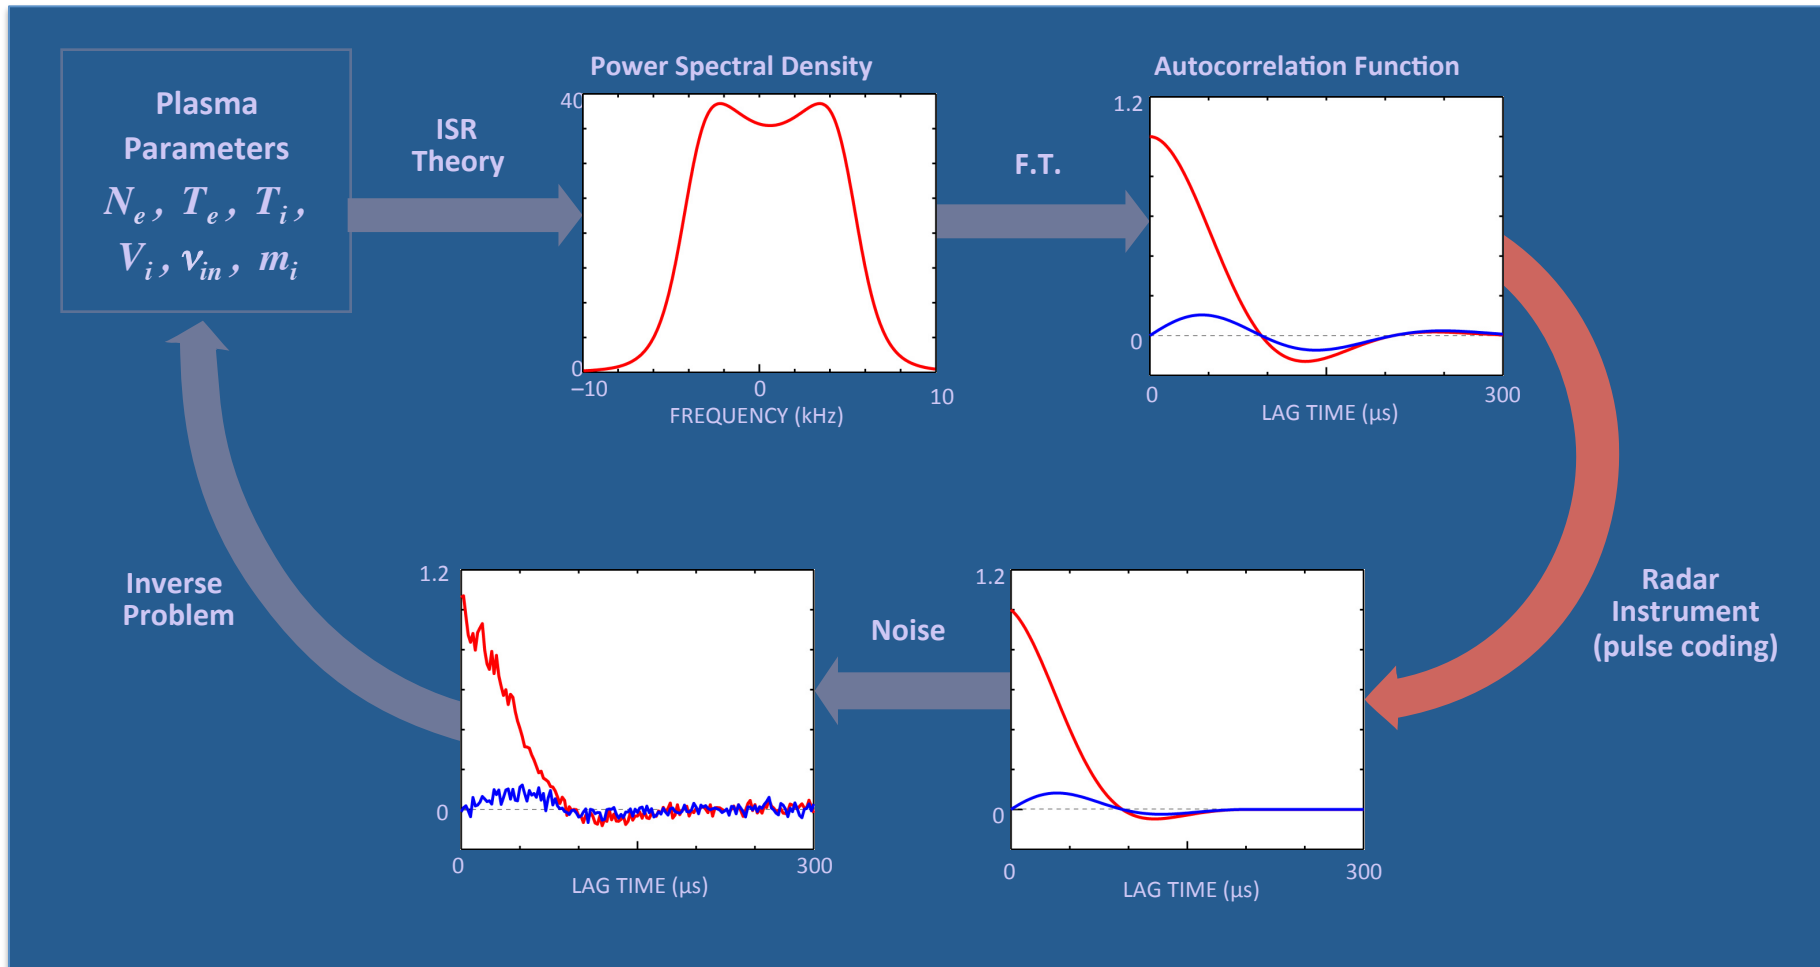 Plasma
Parameters
Ne , Te , Ti ,
Vi , νin , mi
ISR
Theory
Power Spectral Density
40
0
–10
0
10
FREQUENCY (kHz)
F.T.
Autocorrelation Function
1.2
0
0
300
LAG TIME (µs)
Radar
Instrument
(pulse coding)
1.2
0
0
300
LAG TIME (µs)
Noise
1.2
0
0
300
LAG TIME (µs)
Inverse
Problem